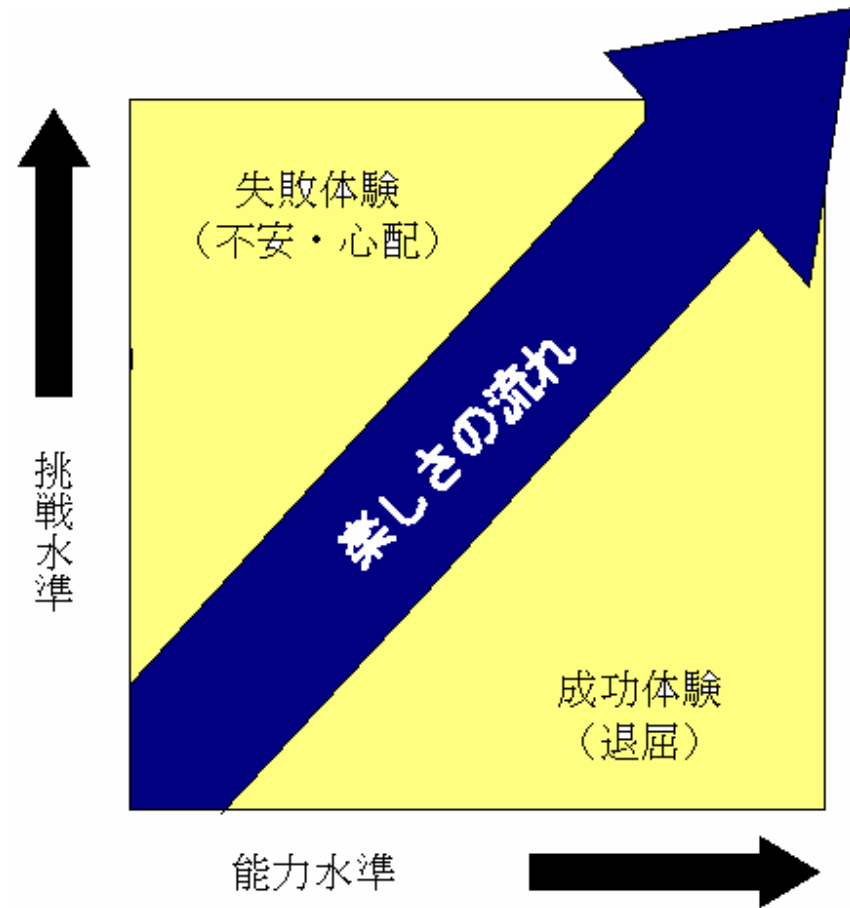 失敗体験
（不安・心配）
楽しさの流れ
挑戦水準
成功体験
（退屈）
能力水準